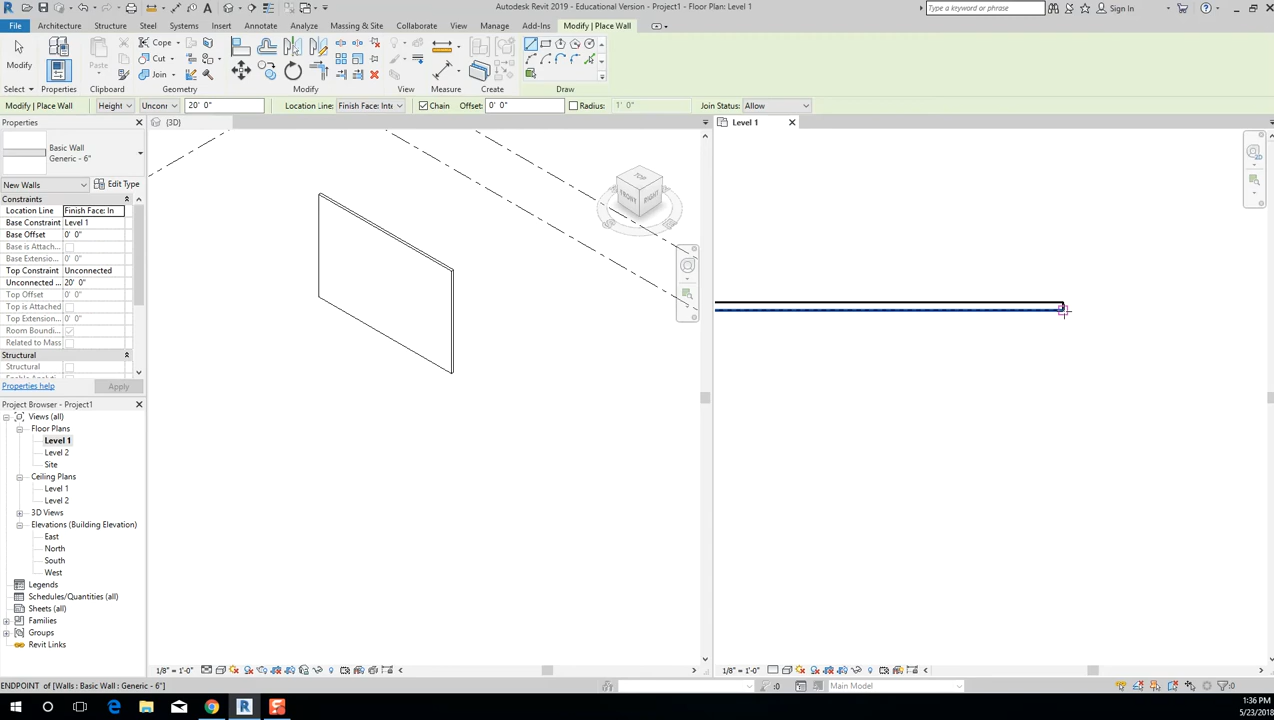 Autodesk Revit 2019 - Educational Version - Project1 - Floor Plan: Level 1
Type a keyword or phrase
Sign In
File Architecture Structure Steel Systems Insert Annotate Analyze Massing & Site Collaborate View Manage Add-Ins Modify | Place Wall
Modify
Paste
Cope
Cut
Join
Select Properties Clipboard Geometry Modify View Measure Create Draw
Modify | Place Wall Height Unconr 20' 0" Location Line: Finish Face: Inte Chain Offset: 0' 0" Radius: 1' 0" Join Status: Allow
Properties
{3D}
Level 1
Basic Wall
Generic - 6"
New Walls Edit Type
Constraints
Location Line Finish Face: In
Base Constraint Level 1
Base Offset 0' 0"
Base is Attach...
Base Extension...
Top Constraint Unconnected
Unconnected ... 20' 0"
Top Offset 0' 0"
Top is Attached
Top Extension... 0' 0"
Room Boundi...
Related to Mass
Structural
Structural
Properties help Apply
TOP
FRONT
RIGHT
Project Browser - Project1
Views (all)
Floor Plans
Level 1
Level 2
Site
Ceiling Plans
Level 1
Level 2
3D Views
Elevations (Building Elevation)
East
North
South
West
Legends
Schedules/Quantities (all)
Sheets (all)
Families
Groups
Revit Links
1/8" = 1'-0"
1/8" = 1'-0"
ENDPOINT of [Walls : Basic Wall : Generic - 6"]
:0
Main Model
:0
1:36 PM
5/23/2018